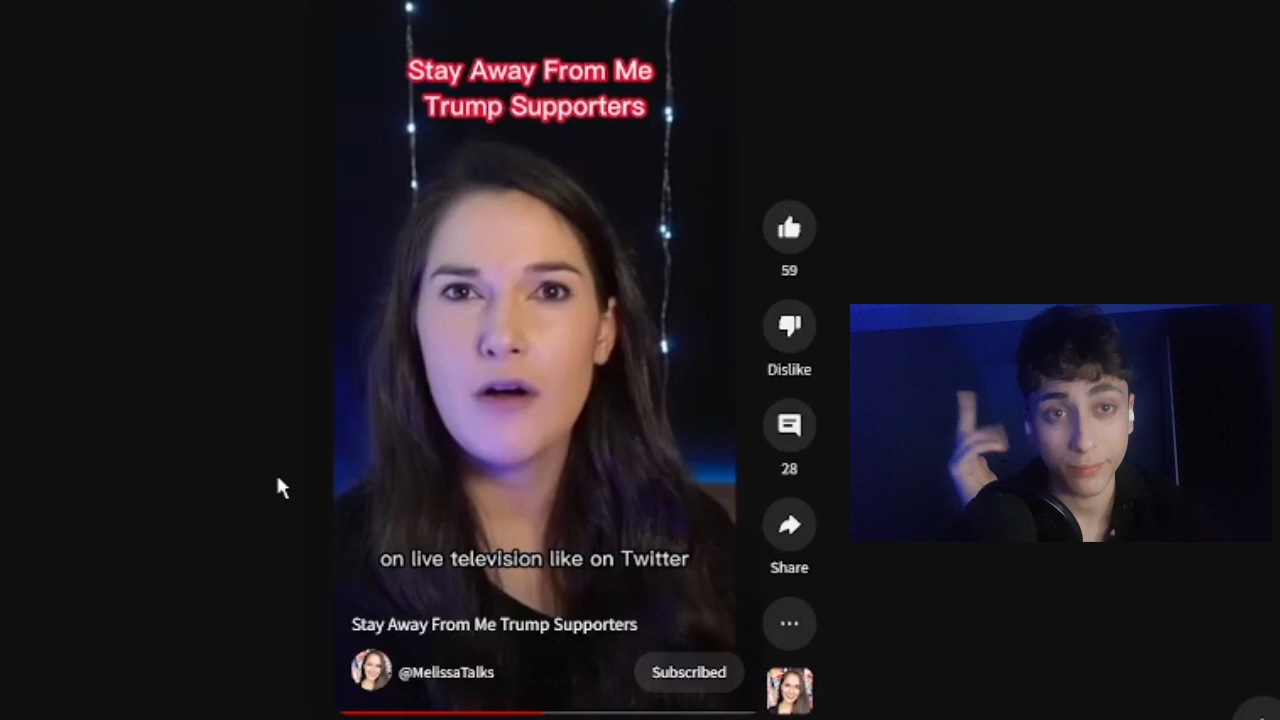 Stay Away From Me
Trump Supporters
59
Dislike
28
on live television like on Twitter
Share
Stay Away From Me Trump Supporters
@MelissaTalks
Subscribed